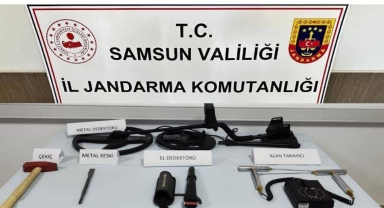 T.C.
SAMSUN VALİLİĞİ
İL JANDARMA KOMUTANLIĞI
METAL DEDEKTÖRÜ
ÇEKİÇ
METAL KESKİ
EL DEDEKTÖRÜ
ALAN TARAYICI